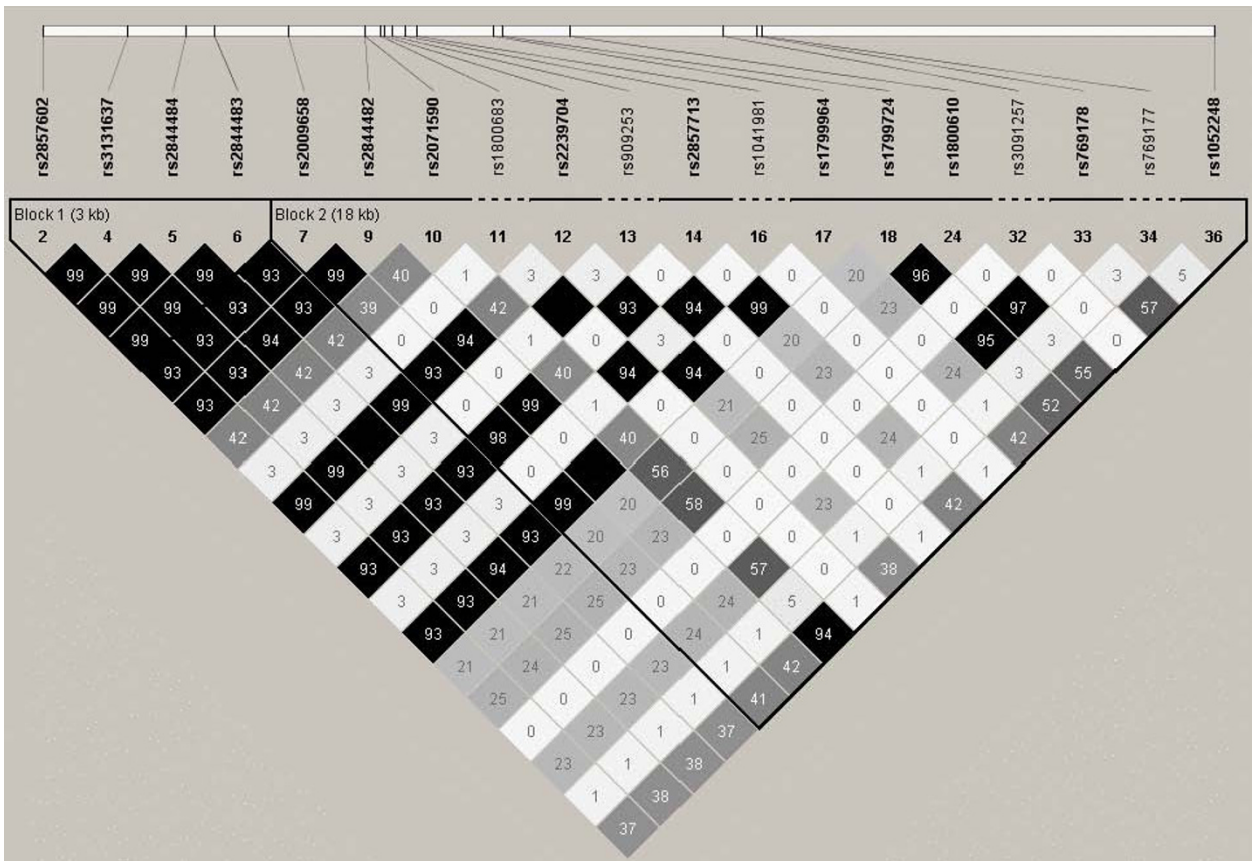 rs2857602
rs3131637
rs2844484
rs2844483
rs2009658
rs2844482
rs2071590
rs1800683
rs2239704
rs909253
rs2857713
rs1041981
rs1799964
rs1799724
rs1800610
rs3091257
rs769178
rs769177
rs1052248
Block 1 (3 kb) Block 2 (18 kb)
2 4 5 6 7 9 10 11 12 13 14 16 17 18 24 32 33 34 36
99 99 99 93 99 40 1 3 3 0 0 0 20 96 0 0 3 5
99 99 93 93 39 0 42 93 94 99 0 23 0 97 0 57
99 93 94 42 0 94 1 0 3 0 20 0 0 95 3 0
93 93 42 3 93 0 40 94 94 0 23 0 24 3 55
93 42 3 99 0 99 1 0 21 0 0 0 1 52
42 3 3 98 0 40 0 25 0 24 0 42
3 99 3 93 0 56 0 0 0 1 1
99 3 93 3 99 20 58 0 23 0 42
3 93 3 93 20 23 0 0 1 1
93 3 94 22 23 0 57 0 38
3 93 21 25 0 24 5 1
93 21 25 0 24 1 94
21 24 0 23 1 42
25 0 23 1 41
0 23 1 37
23 1 38
1 38
37